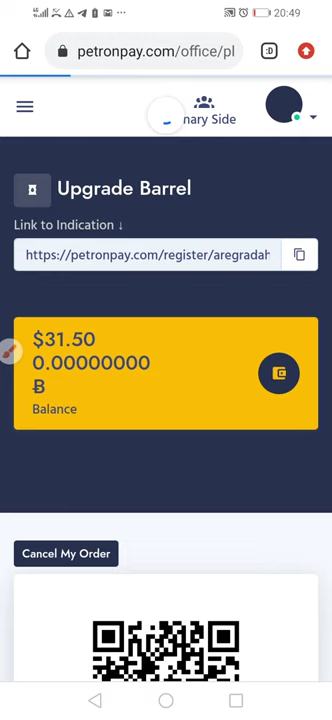 20:49
petronpay.com/office/pl
:D
nary Side
Upgrade Barrel
Link to Indication ↓
https://petronpay.com/register/aregradah
$31.50
0.00000000
Ƀ
Balance
Cancel My Order